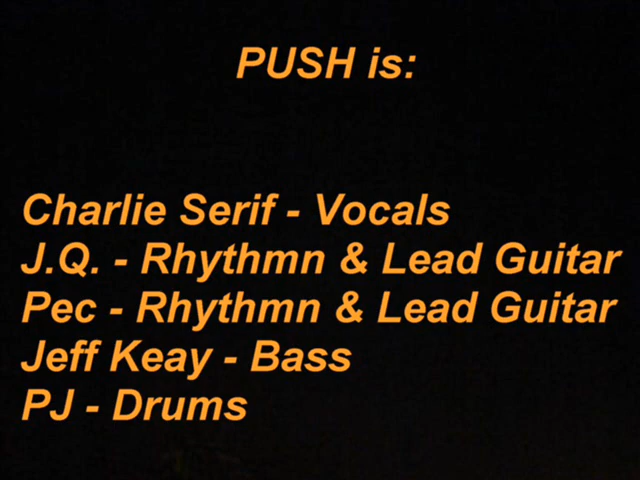 PUSH is:
Charlie Serif - Vocals
J.Q. - Rhythmn & Lead Guitar
Pec - Rhythmn & Lead Guitar
Jeff Keay - Bass
PJ - Drums